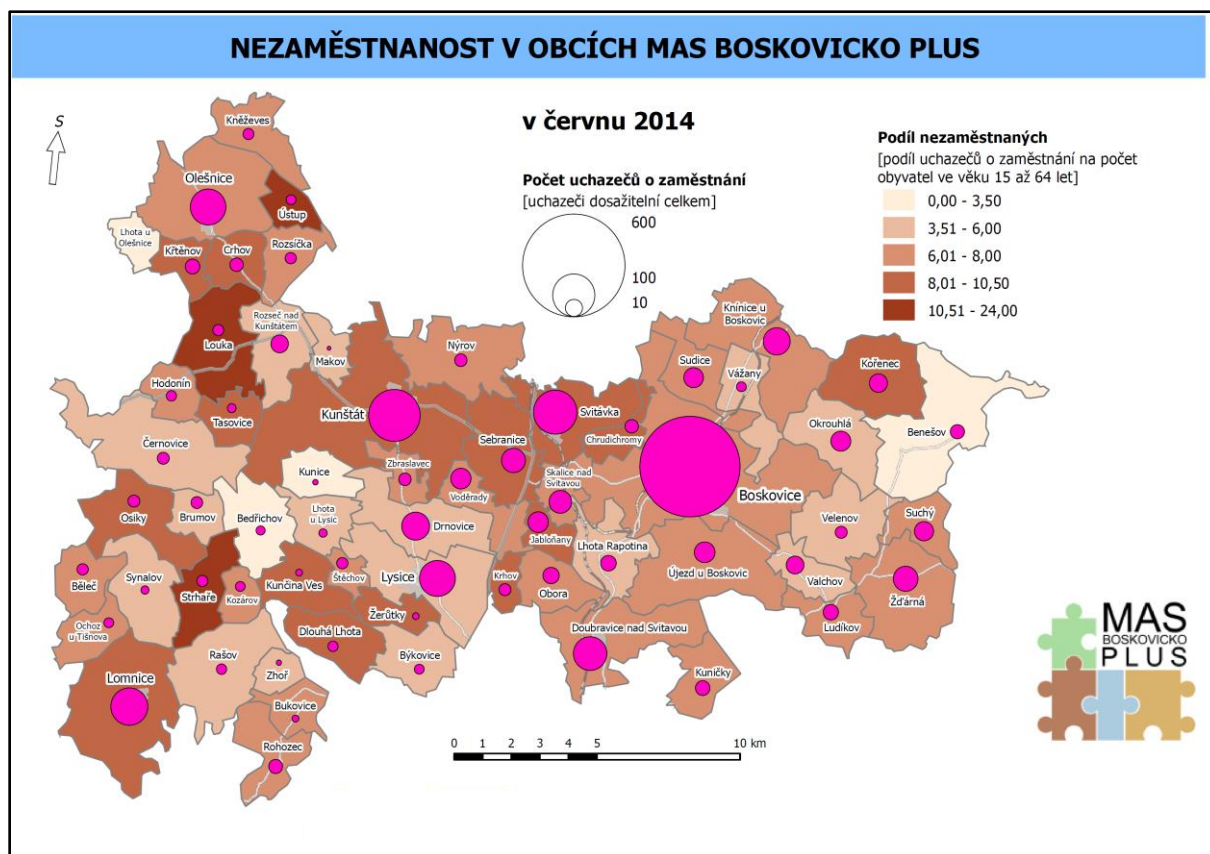 NEZAMĚSTNANOST V OBCÍCH MAS BOSKOVICKO PLUS
S
v červnu 2014
Počet uchazečů o zaměstnání
[uchazeči dosažitelní celkem]
600
100
10
Podíl nezaměstnaných
[podíl uchazečů o zaměstnání na počet
obyvatel ve věku 15 až 64 let]
0,00 - 3,50
3,51 - 6,00
6,01 - 8,00
8,01 - 10,50
10,51 - 24,00
Kněževes
Olešnice
Ústup
Lhota u
Olešnice
Křtěnov
Crhov
Rozsíčka
Rozseč nad
Kunštátem
Louka
Makov
Nýrov
Knínice u
Boskovic
Sudice
Vážany
Kořenec
Hodonín
Tasovice
Kunštát
Svitávka
Chrudichromy
Okrouhlá
Benešov
Černovice
Sebranice
Zbraslavec
Kunice
Voděrady
Skalice nad
Svitavou
Boskovice
Osiky
Brumov
Bedřichov
Lhota
u Lysic
Drnovice
Jabloňany
Velenov
Suchý
Lhota Rapotina
Újezd u Boskovic
Valchov
Žďárná
Běleč
Synalov
Strhaře
Kozárov
Kunčina Ves
Štěchov
Lysice
Krhov
Obora
Ludíkov
Ochoz
u Tišnova
Žerůtky
Dlouhá Lhota
Doubravice nad Svitavou
Lomnice
Rašov
Zhoř
Býkovice
Kuničky
Bukovice
Rohozec
0 1 2 3 4 5 10 km
MAS
BOSKOVICKO
PLUS